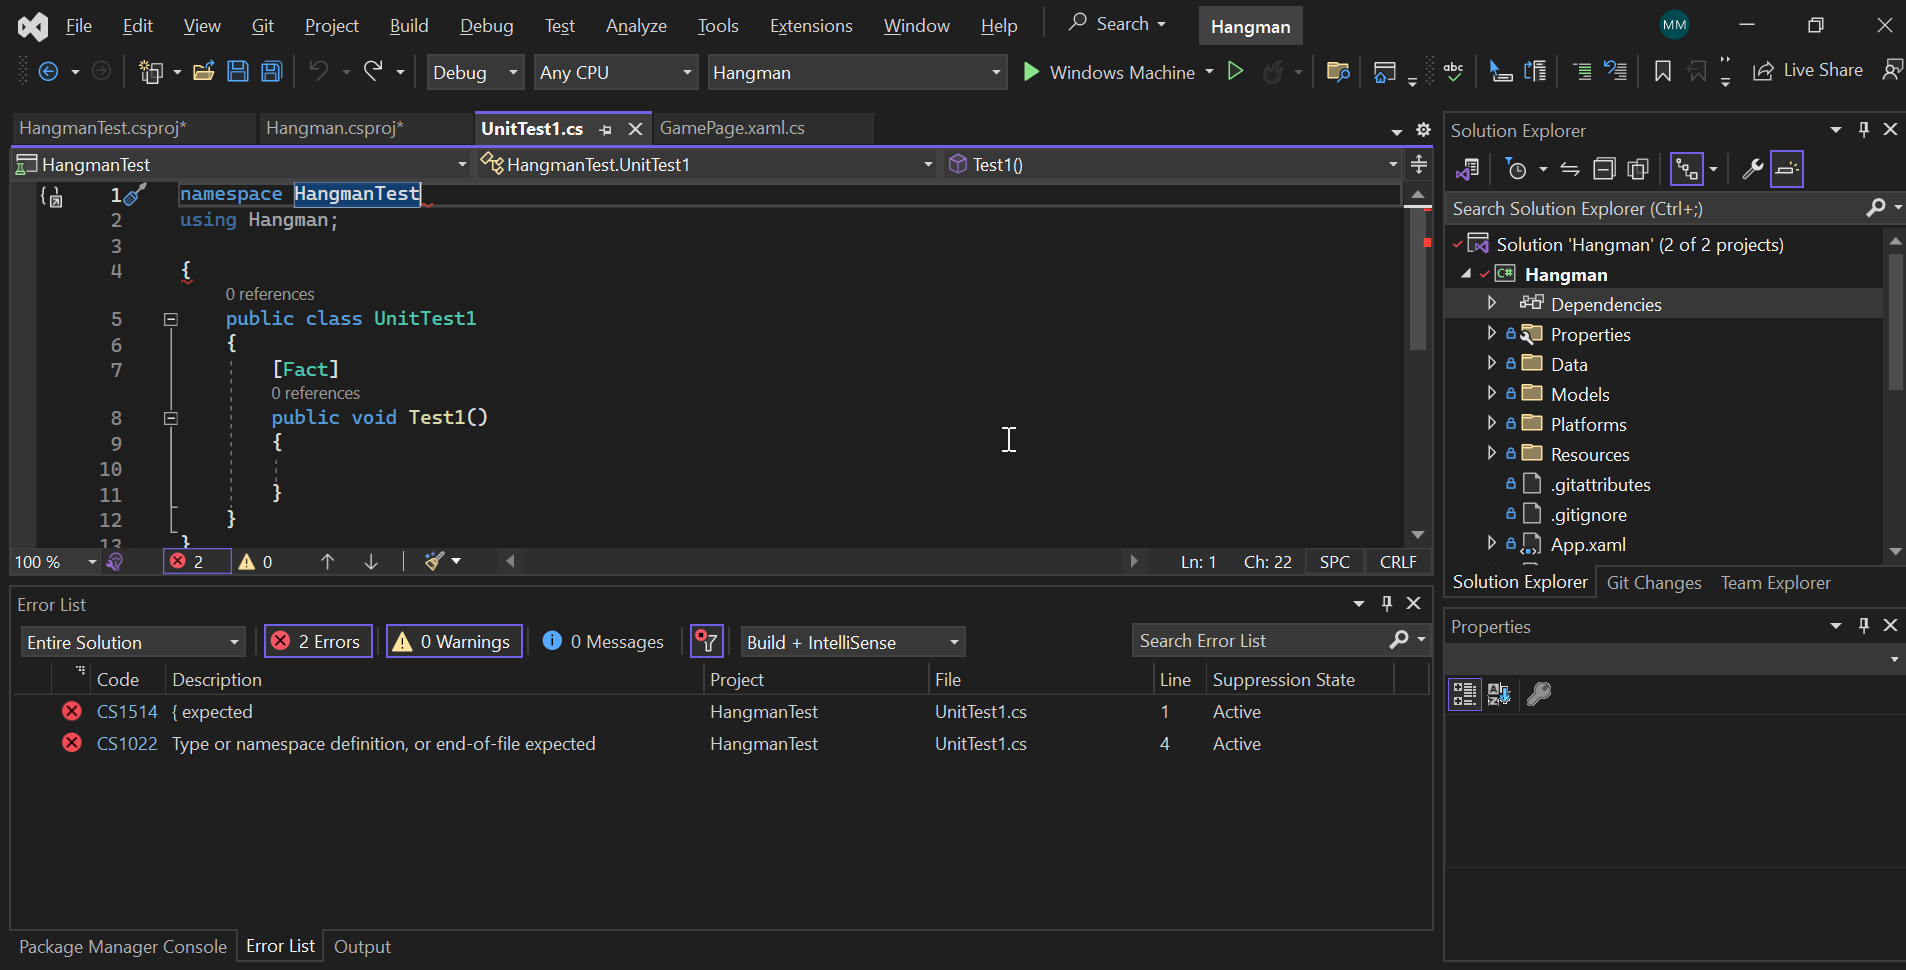 File Edit View Git Project Build Debug Test Analyze Tools Extensions Window Help Search Hangman MM
Debug Any CPU Hangman Windows Machine abc Live Share
HangmanTest.csproj* Hangman.csproj* UnitTest1.cs GamePage.xaml.cs
HangmanTest HangmanTest.UnitTest1 Test1()
1 namespace HangmanTest
2 using Hangman;
3
4 {
0 references
5 public class UnitTest1
6 {
7 [Fact]
0 references
8 public void Test1()
9 {
10
11 }
12 }
13 }
100 % 2 0 Ln: 1 Ch: 22 SPC CRLF
Error List
Entire Solution 2 Errors 0 Warnings 0 Messages Build + IntelliSense Search Error List
Code Description Project File Line Suppression State
CS1514 { expected HangmanTest UnitTest1.cs 1 Active
CS1022 Type or namespace definition, or end-of-file expected HangmanTest UnitTest1.cs 4 Active
Package Manager Console Error List Output
Solution Explorer
Search Solution Explorer (Ctrl+;)
Solution 'Hangman' (2 of 2 projects)
C# Hangman
Dependencies
Properties
Data
Models
Platforms
Resources
.gitattributes
.gitignore
App.xaml
Solution Explorer Git Changes Team Explorer
Properties